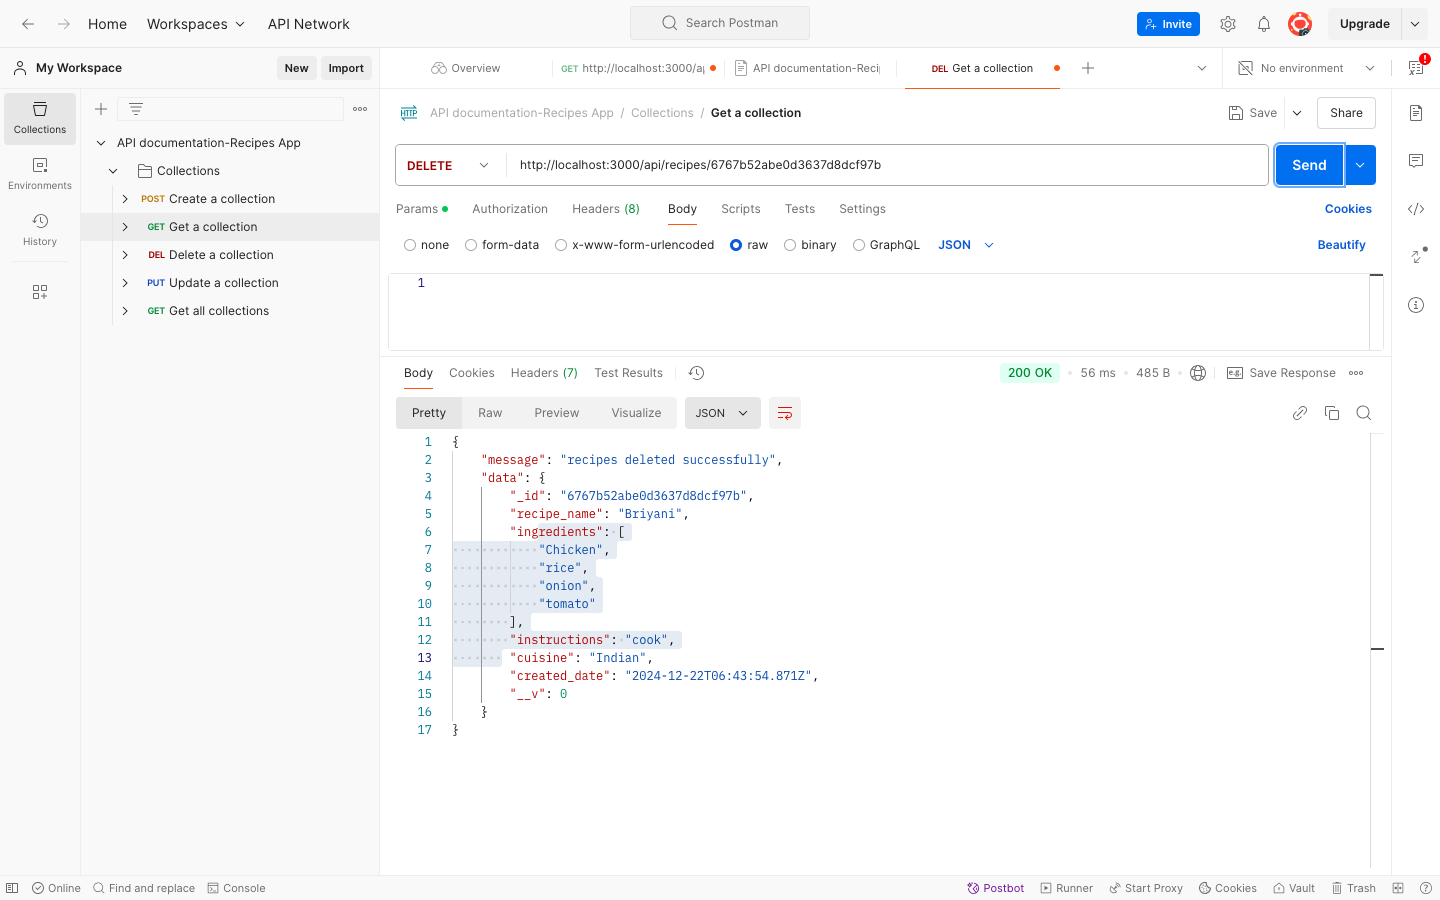 Home
Workspaces
API Network
Search Postman
Invite
Upgrade
My Workspace
New
Import
Overview
GET http://localhost:3000/a
API documentation-Reci
DEL Get a collection
No environment
Collections
Environments
History
API documentation-Recipes App
Collections
POST Create a collection
GET Get a collection
DEL Delete a collection
PUT Update a collection
GET Get all collections
HTTP API documentation-Recipes App / Collections / Get a collection
Save
Share
DELETE
http://localhost:3000/api/recipes/6767b52abe0d3637d8dcf97b
Send
Params
Authorization
Headers (8)
Body
Scripts
Tests
Settings
Cookies
none
form-data
x-www-form-urlencoded
raw
binary
GraphQL
JSON
Beautify
1
Body
Cookies
Headers (7)
Test Results
200 OK
56 ms
485 B
e.g.
Save Response
Pretty
Raw
Preview
Visualize
JSON
1 {
2 "message": "recipes deleted successfully",
3 "data": {
4 "_id": "6767b52abe0d3637d8dcf97b",
5 "recipe_name": "Briyani",
6 "ingredients": [
7 "Chicken",
8 "rice",
9 "onion",
10 "tomato"
11 ],
12 "instructions": "cook",
13 "cuisine": "Indian",
14 "created_date": "2024-12-22T06:43:54.871Z",
15 "__v": 0
16 }
17 }
Online
Find and replace
Console
Postbot
Runner
Start Proxy
Cookies
Vault
Trash